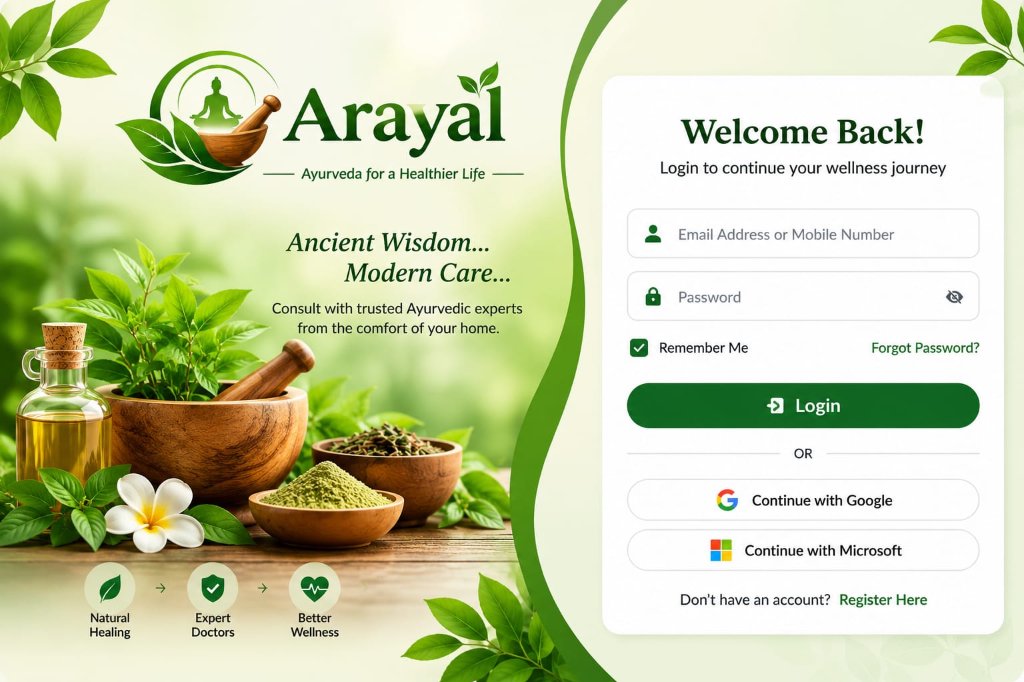 Arayal
Ayurveda for a Healthier Life
Ancient Wisdom...
Modern Care...
Consult with trusted Ayurvedic experts
from the comfort of your home.
Natural
Healing
Expert
Doctors
Better
Wellness
Welcome Back!
Login to continue your wellness journey
Email Address or Mobile Number
Password
Remember Me
Forgot Password?
Login
OR
Continue with Google
Continue with Microsoft
Don't have an account? Register Here